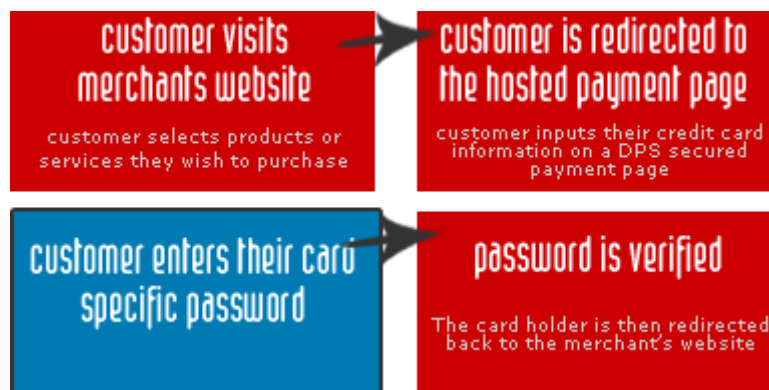 customer visits
merchants website
customer selects products or
services they wish to purchase
customer is redirected to
the hosted payment page
customer inputs their credit card
information on a DPS secured
payment page
customer enters their card
specific password
password is verified
The card holder is then redirected
back to the merchant's website